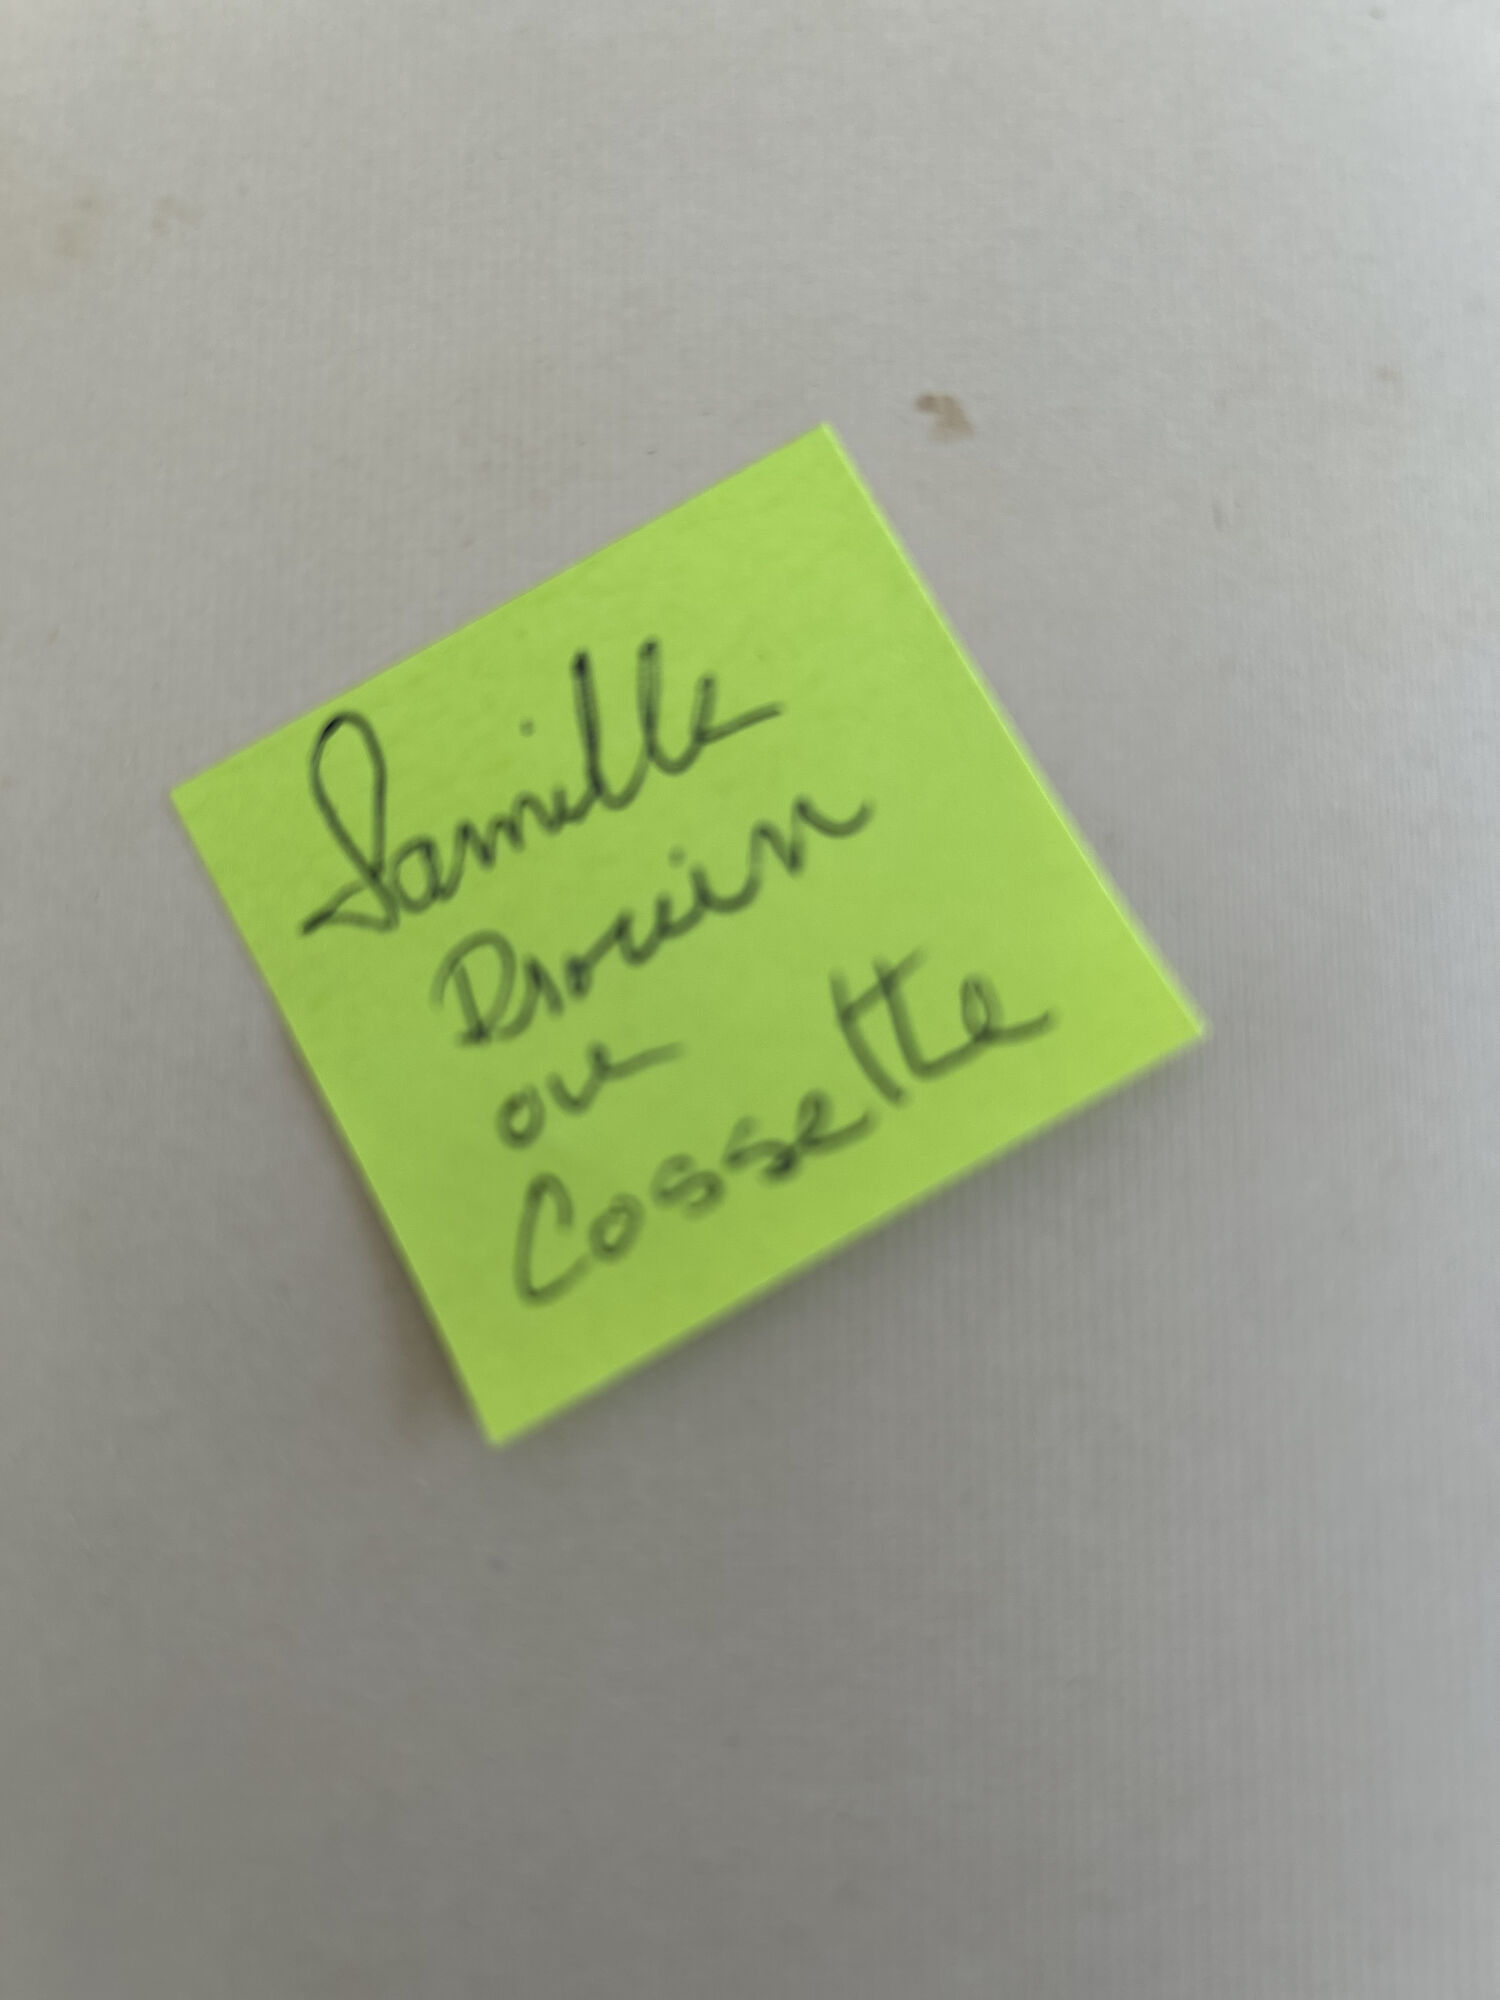 Famille
Drouin
ou
Cossette